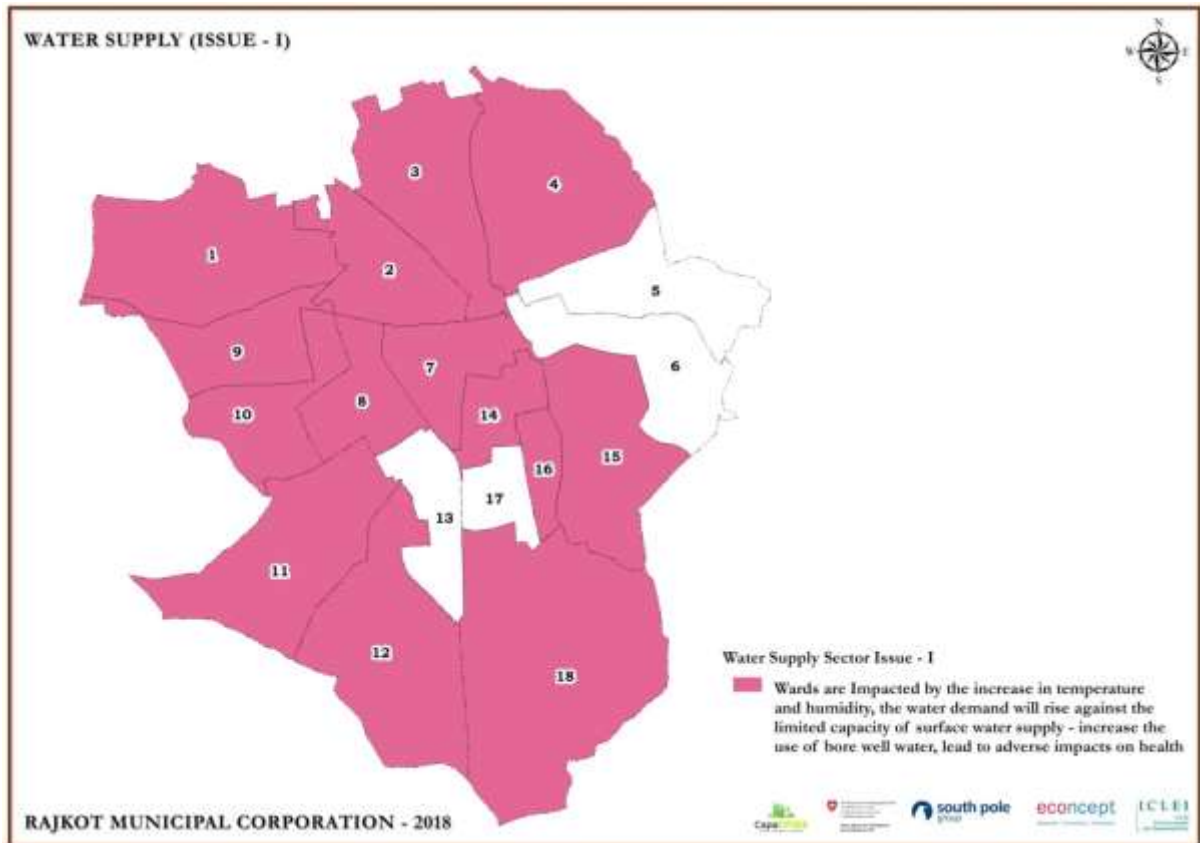 WATER SUPPLY (ISSUE - I)
N
W E
S
3
4
1
2
5
9
7
6
10
8
14
15
16
17
13
11
12
18
Water Supply Sector Issue - I
Wards are Impacted by the increase in temperature
and humidity, the water demand will rise against the
limited capacity of surface water supply - increase the
use of bore well water, lead to adverse impacts on health
RAJKOT MUNICIPAL CORPORATION - 2018
south pole
group
econcept
ICLEI